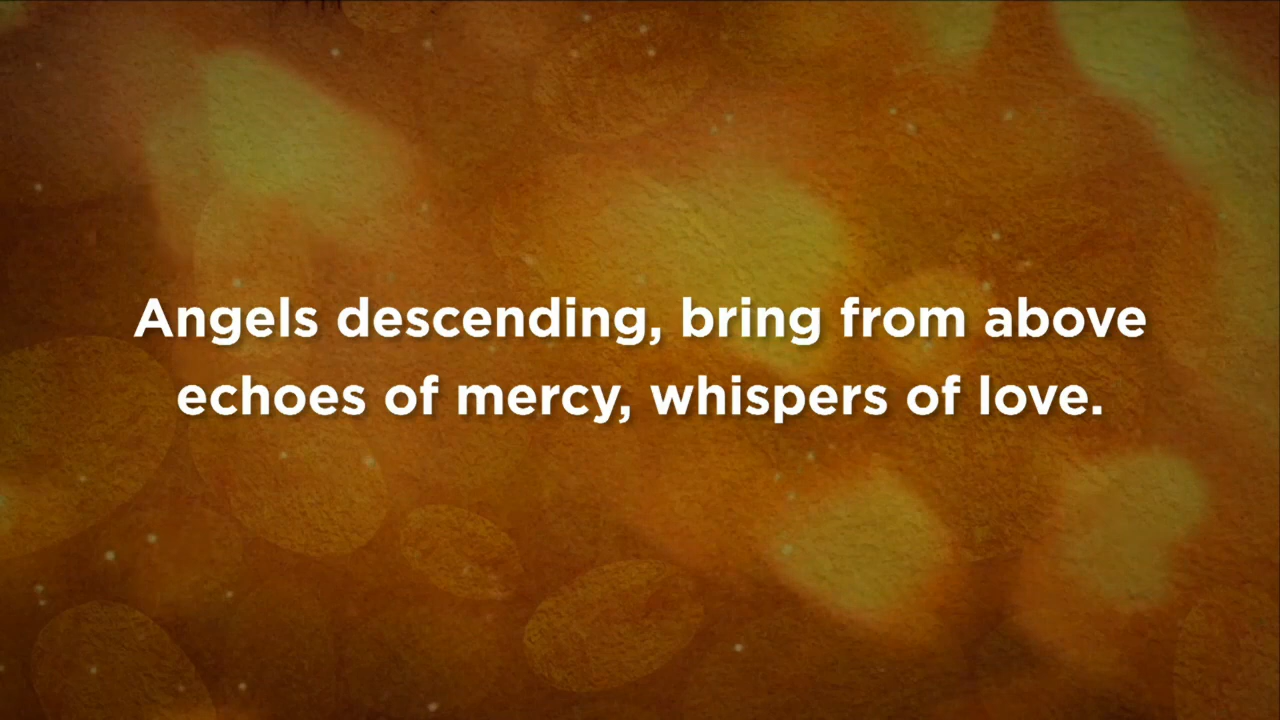 Angels descending, bring from above
echoes of mercy, whispers of love.